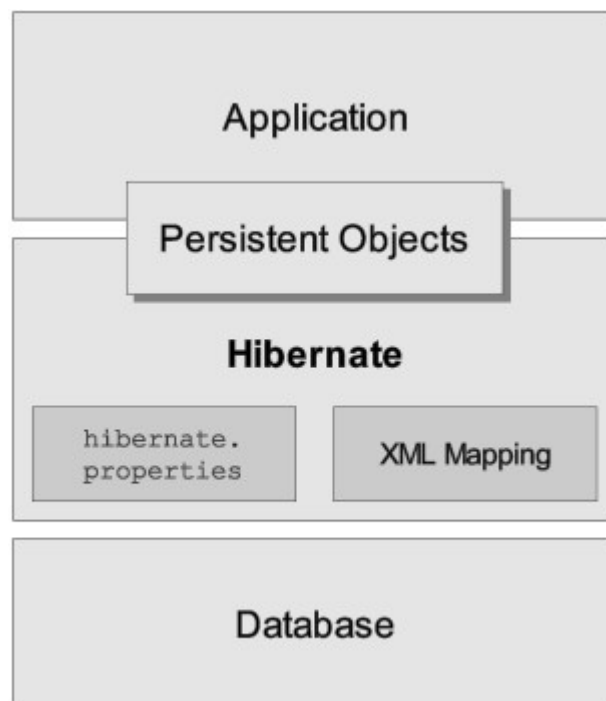 Application
Persistent Objects
Hibernate
hibernate.
properties
XML Mapping
Database